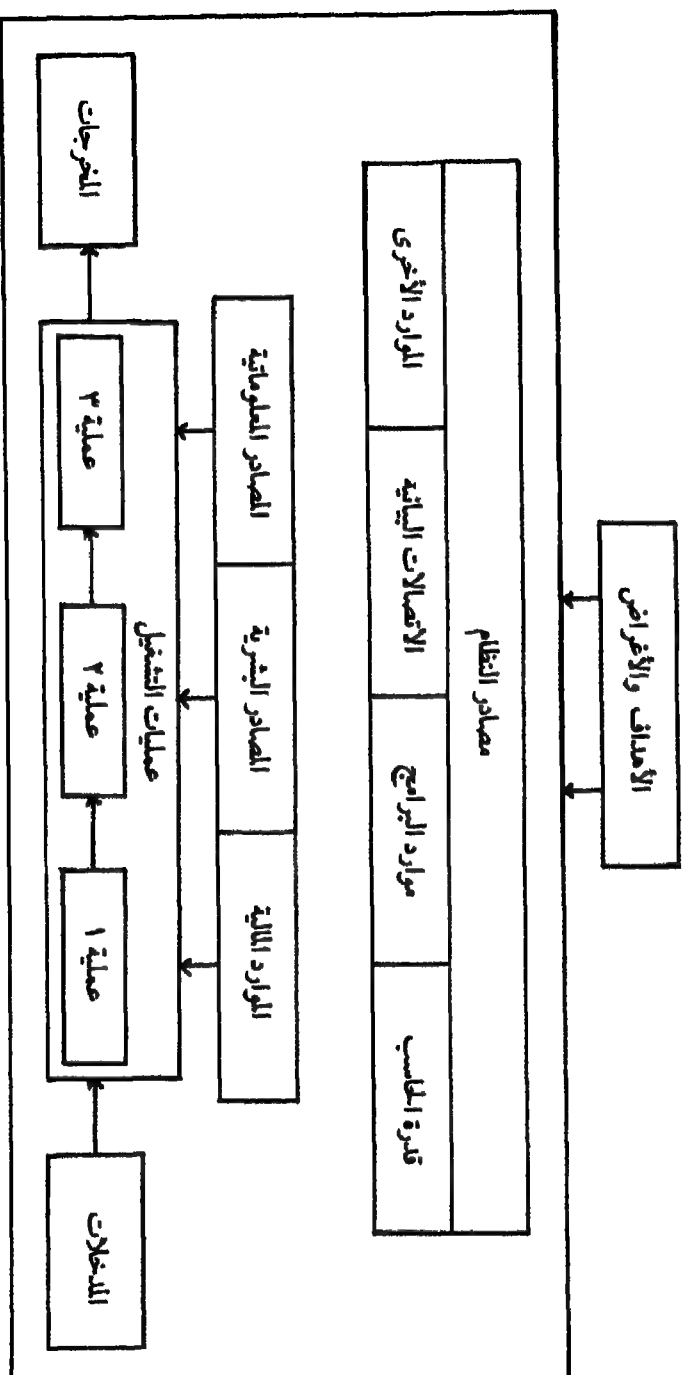 الأهداف والأغراض
مصادر النظام
قدرة الحاسب
موارد البرامج
الاتصالات البيانية
الموارد الأخرى
الموارد المالية
المصادر البشرية
المصادر المعلوماتية
المدخلات
عمليات التشغيل
عملية ١
عملية ٢
عملية ٣
المخرجات